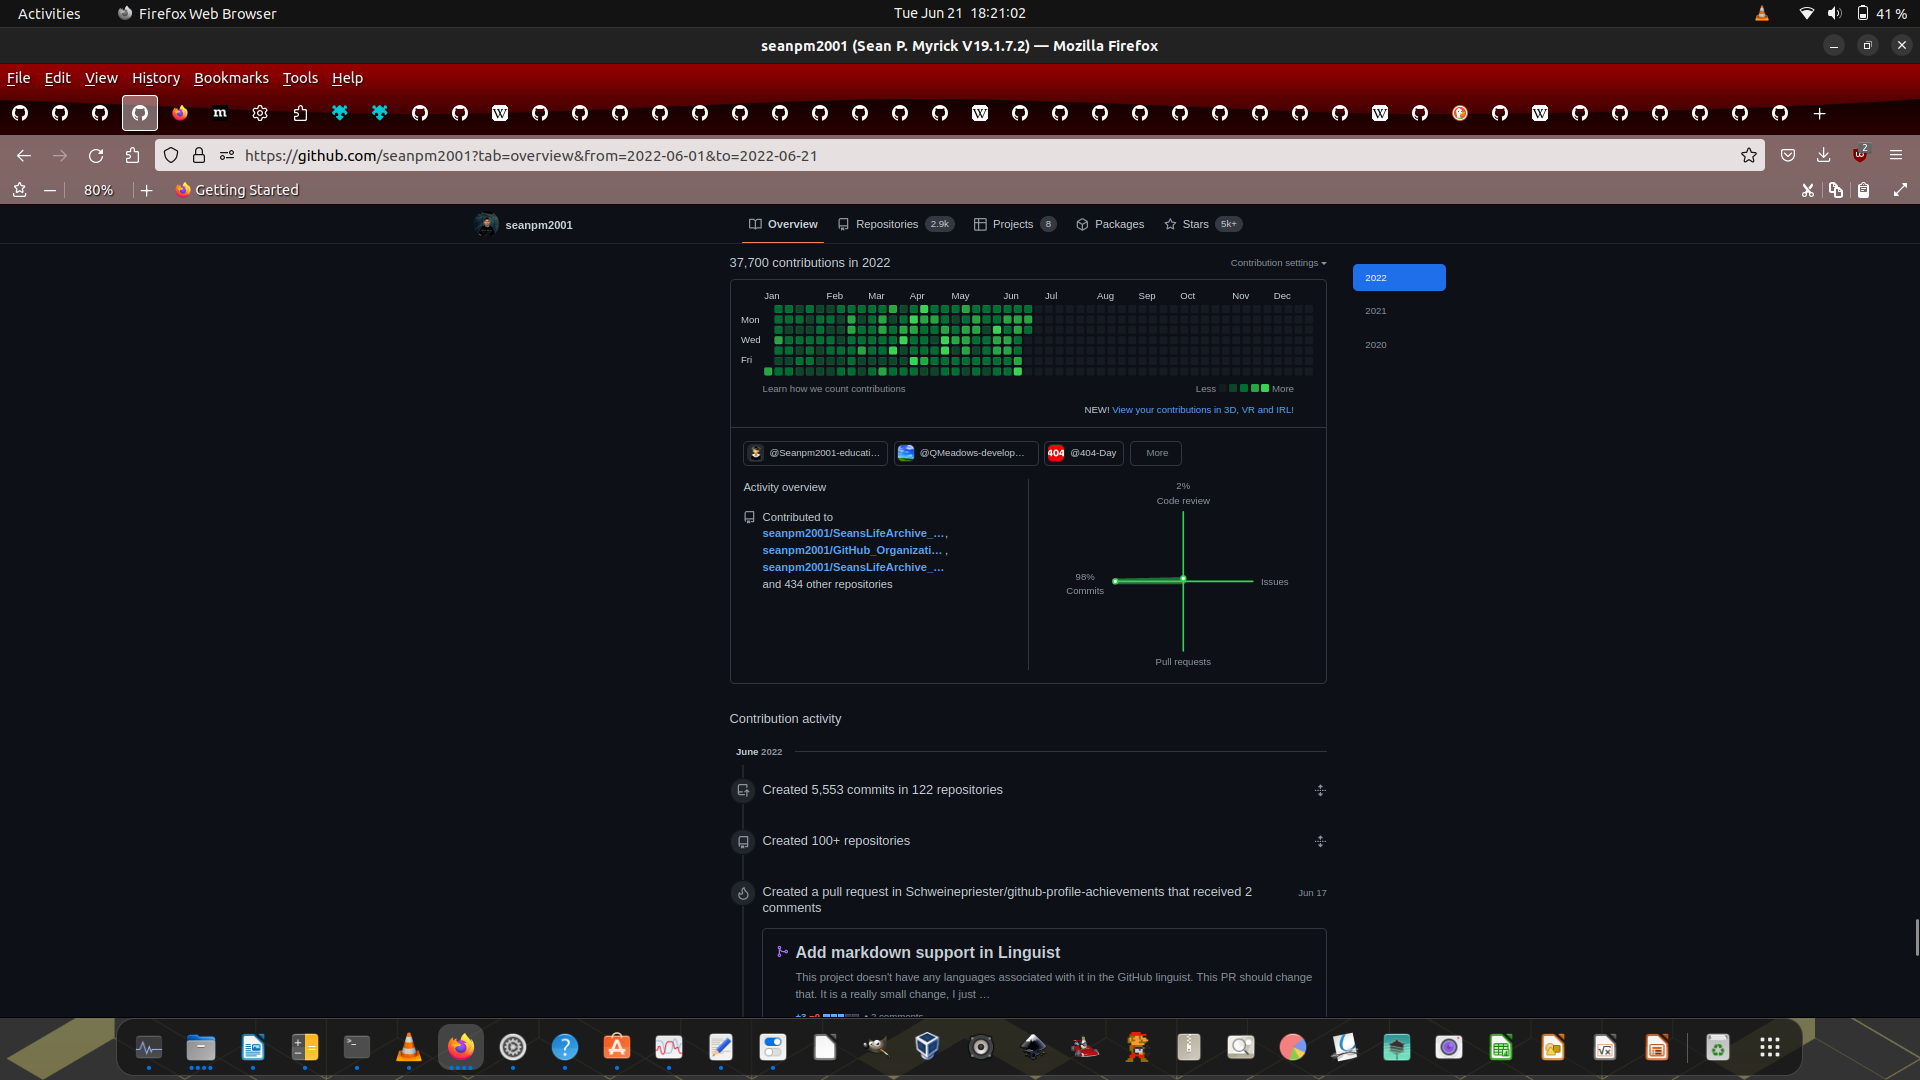 Activities
Firefox Web Browser
Tue Jun 21 18:21:02
41 %
seanpm2001 (Sean P. Myrick V19.1.7.2) — Mozilla Firefox
File Edit View History Bookmarks Tools Help
https://github.com/seanpm2001?tab=overview&from=2022-06-01&to=2022-06-21
2
80%
Getting Started
seanpm2001
Overview
Repositories 2.9k
Projects 8
Packages
Stars 5k+
37,700 contributions in 2022
Contribution settings
2022
2021
2020
Jan Feb Mar Apr May Jun Jul Aug Sep Oct Nov Dec
Mon
Wed
Fri
Learn how we count contributions
Less
More
NEW! View your contributions in 3D, VR and IRL!
@Seanpm2001-educati...
@QMeadows-develop...
404 @404-Day
More
Activity overview
Contributed to
seanpm2001/SeansLifeArchive_... ,
seanpm2001/GitHub_Organizati... ,
seanpm2001/SeansLifeArchive_...
and 434 other repositories
2%
Code review
98%
Commits
Issues
Pull requests
Contribution activity
June 2022
Created 5,553 commits in 122 repositories
Created 100+ repositories
Created a pull request in Schweinepriester/github-profile-achievements that received 2
comments
Jun 17
Add markdown support in Linguist
This project doesn't have any languages associated with it in the GitHub linguist. This PR should change
that. It is a really small change, I just …